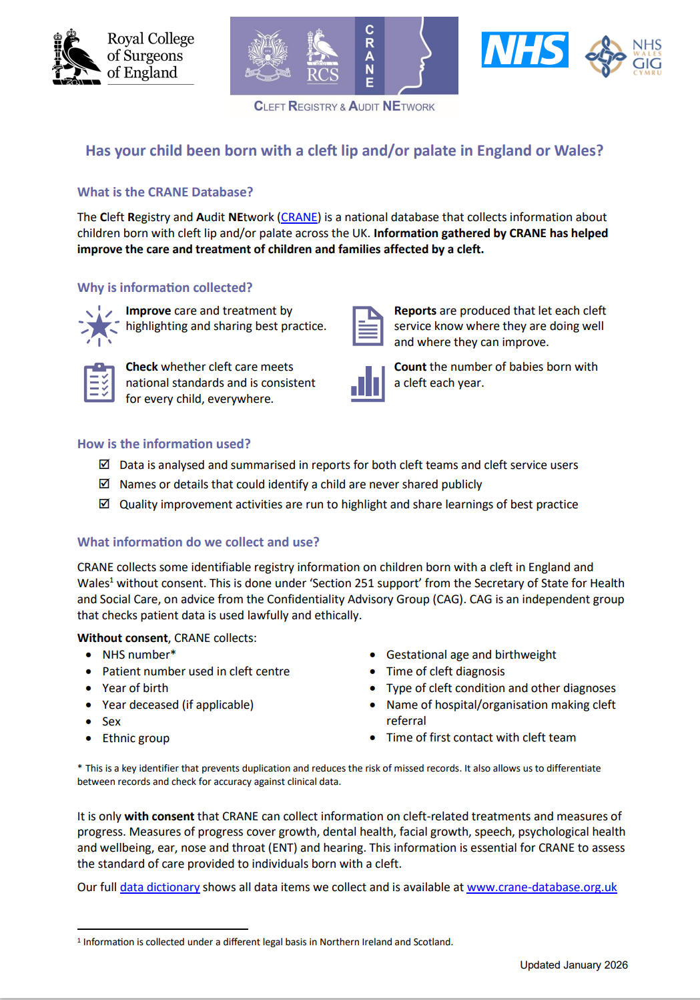 Royal College
of Surgeons
of England
RCS
C
R
A
N
E
CLEFT REGISTRY & AUDIT NETWORK
NHS
NHS
WALES
GIG
CYMRU
Has your child been born with a cleft lip and/or palate in England or Wales?
What is the CRANE Database?
The Cleft Registry and Audit NEtwork (CRANE) is a national database that collects information about
children born with cleft lip and/or palate across the UK. Information gathered by CRANE has helped
improve the care and treatment of children and families affected by a cleft.
Why is information collected?
Improve care and treatment by
highlighting and sharing best practice.
Reports are produced that let each cleft
service know where they are doing well
and where they can improve.
Check whether cleft care meets
national standards and is consistent
for every child, everywhere.
Count the number of babies born with
a cleft each year.
How is the information used?
☑ Data is analysed and summarised in reports for both cleft teams and cleft service users
☑ Names or details that could identify a child are never shared publicly
☑ Quality improvement activities are run to highlight and share learnings of best practice
What information do we collect and use?
CRANE collects some identifiable registry information on children born with a cleft in England and
Wales¹ without consent. This is done under ‘Section 251 support’ from the Secretary of State for Health
and Social Care, on advice from the Confidentiality Advisory Group (CAG). CAG is an independent group
that checks patient data is used lawfully and ethically.
Without consent, CRANE collects:
• NHS number*
• Patient number used in cleft centre
• Year of birth
• Year deceased (if applicable)
• Sex
• Ethnic group
• Gestational age and birthweight
• Time of cleft diagnosis
• Type of cleft condition and other diagnoses
• Name of hospital/organisation making cleft
referral
• Time of first contact with cleft team
* This is a key identifier that prevents duplication and reduces the risk of missed records. It also allows us to differentiate
between records and check for accuracy against clinical data.
It is only with consent that CRANE can collect information on cleft-related treatments and measures of
progress. Measures of progress cover growth, dental health, facial growth, speech, psychological health
and wellbeing, ear, nose and throat (ENT) and hearing. This information is essential for CRANE to assess
the standard of care provided to individuals born with a cleft.
Our full data dictionary shows all data items we collect and is available at www.crane-database.org.uk
¹ Information is collected under a different legal basis in Northern Ireland and Scotland.
Updated January 2026